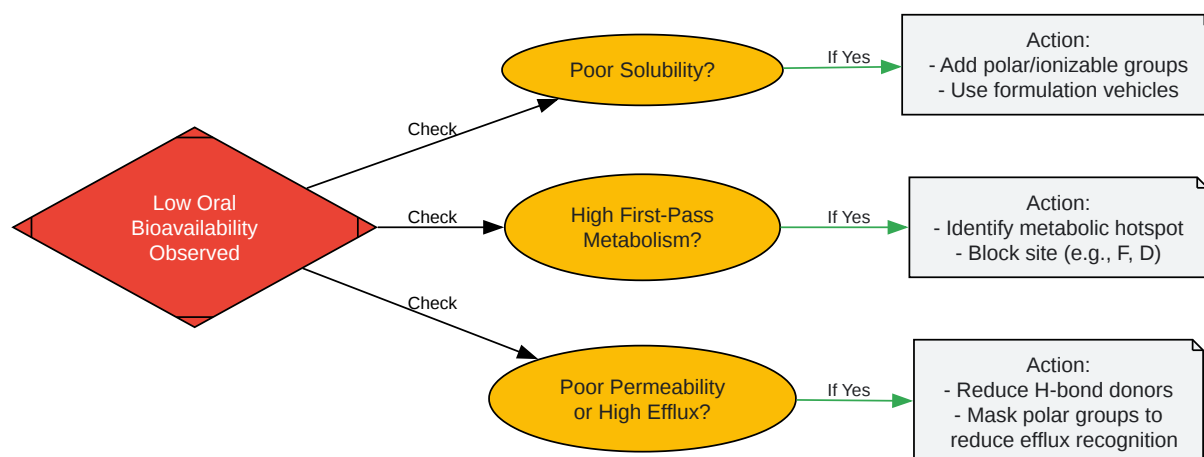 Low Oral
Bioavailability
Observed
Check
Poor Solubility?
If Yes
Action:
- Add polar/ionizable groups
- Use formulation vehicles
Check
High First-Pass
Metabolism?
If Yes
Action:
- Identify metabolic hotspot
- Block site (e.g., F, D)
Check
Poor Permeability
or High Efflux?
If Yes
Action:
- Reduce H-bond donors
- Mask polar groups to
reduce efflux recognition